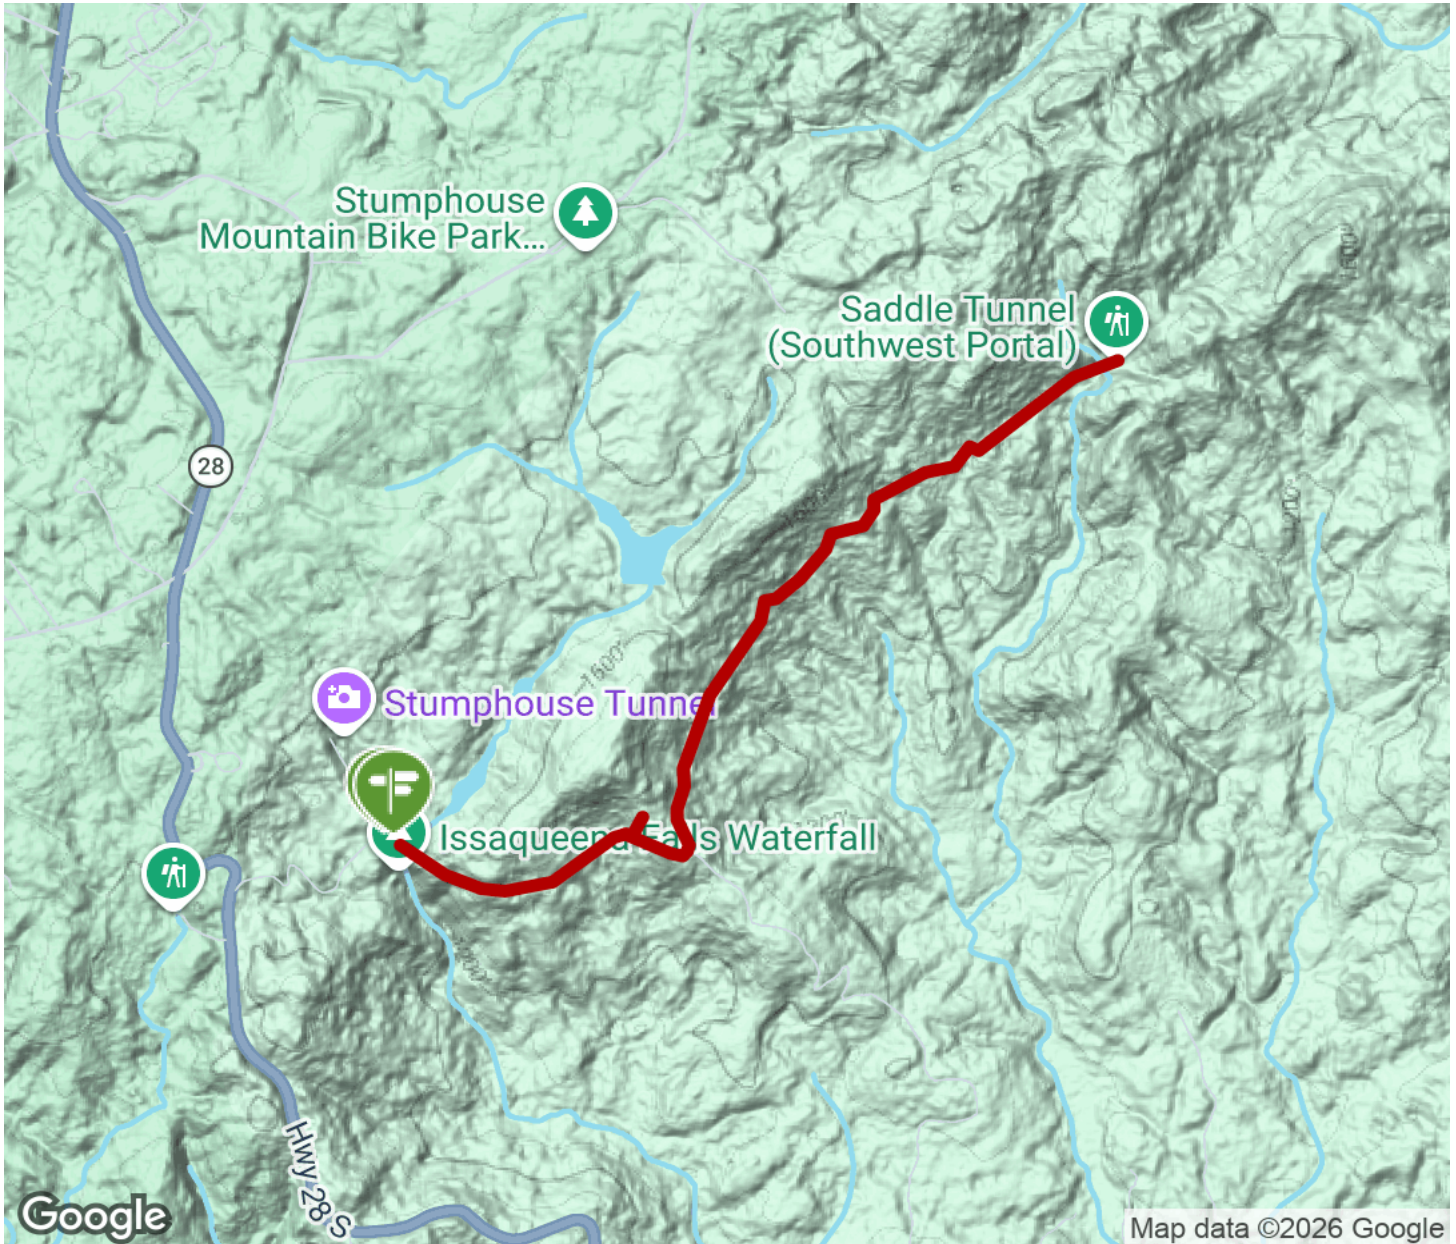 Stumphouse
Mountain Bike Park...
Saddle Tunnel
(Southwest Portal)
28
1600'
Stumphouse Tunnel
Issaqueena Falls Waterfall
Hwy 28 S
Google
Map data ©2026 Google